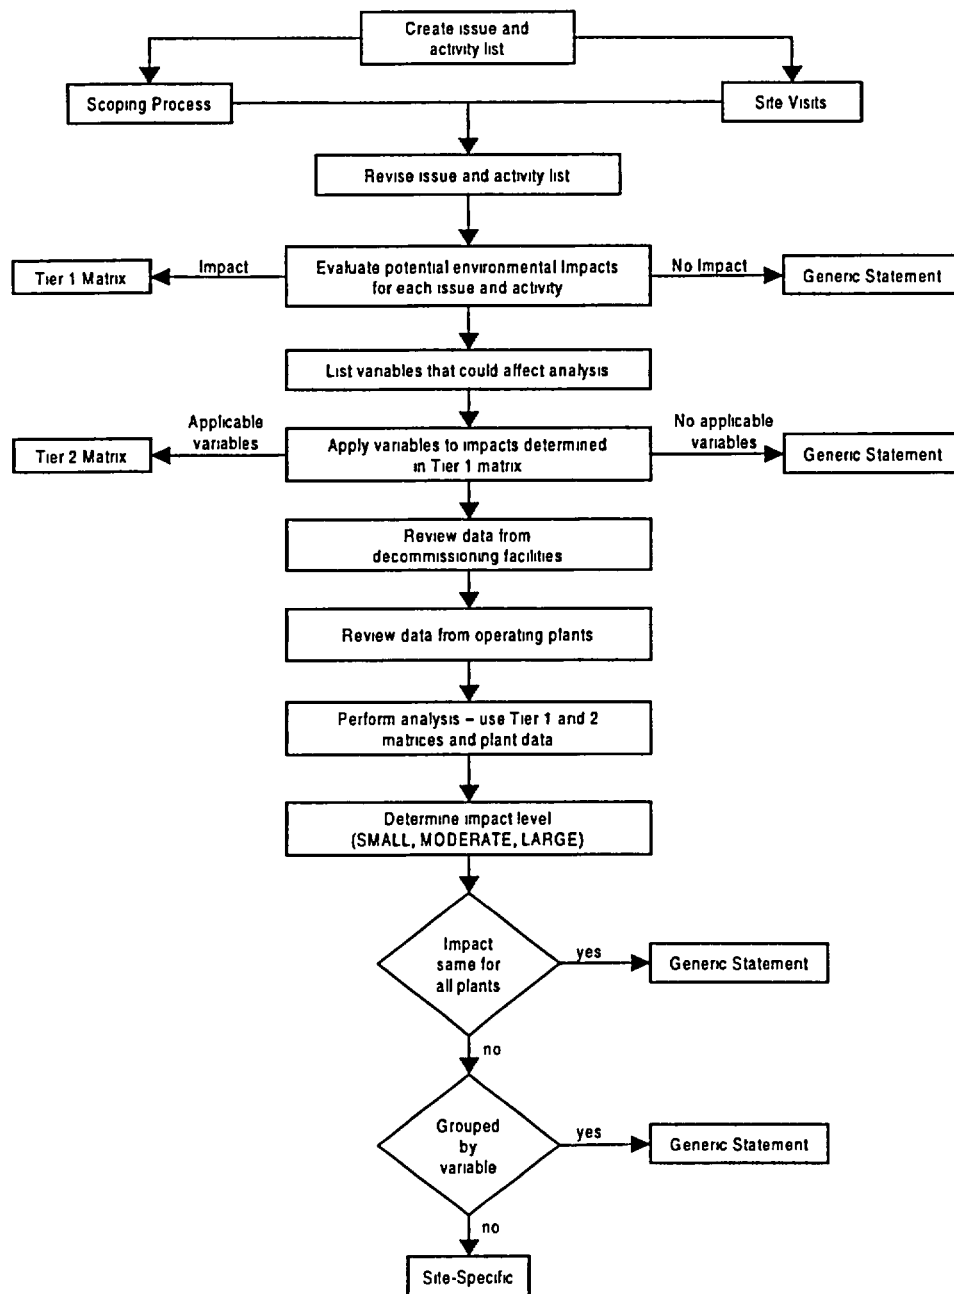 Create issue and
activity list
Scoping Process
Site Visits
Revise issue and activity list
Tier 1 Matrix
Impact
Evaluate potential environmental Impacts
for each issue and activity
No Impact
Generic Statement
List variables that could affect analysis
Tier 2 Matrix
Applicable
variables
Apply variables to impacts determined
in Tier 1 matrix
No applicable
variables
Generic Statement
Review data from
decommissioning facilities
Review data from operating plants
Perform analysis – use Tier 1 and 2
matrices and plant data
Determine impact level
(SMALL, MODERATE, LARGE)
Impact
same for
all plants
yes
Generic Statement
no
Grouped
by
variable
yes
Generic Statement
no
Site-Specific